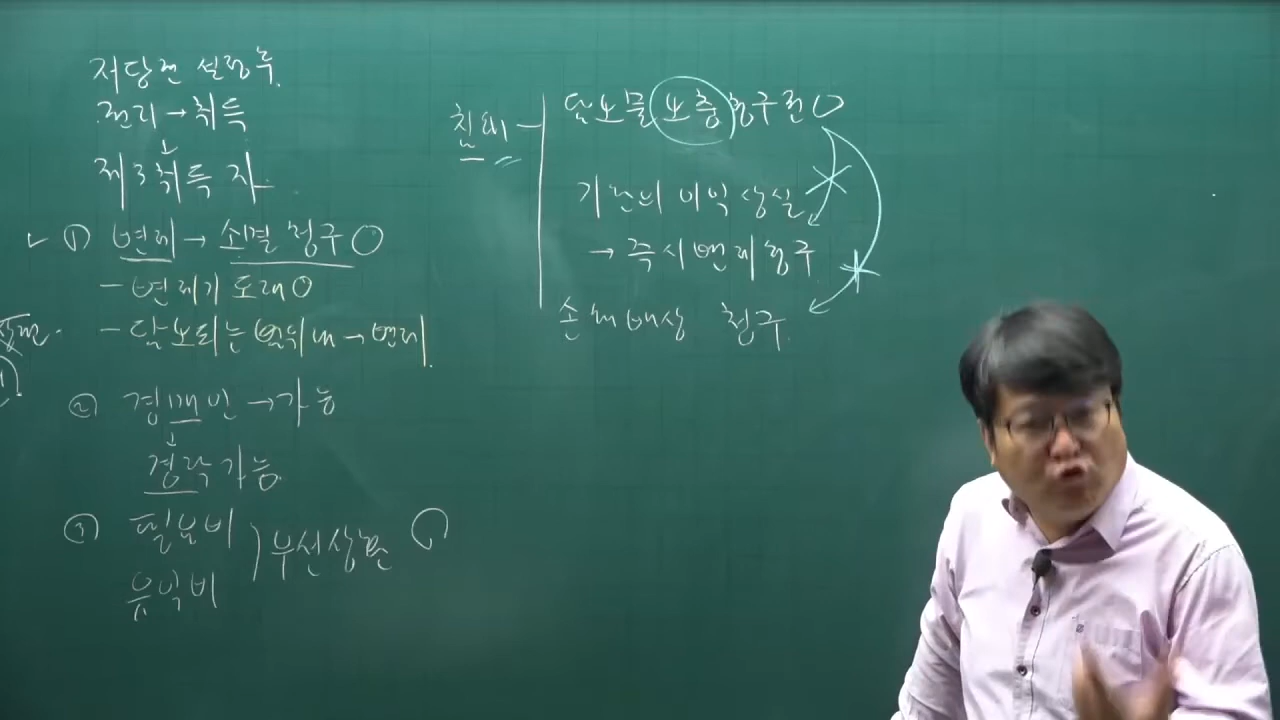 저당권 설정 후
권리 → 취득
↓
제3취득자
① 변제 → 소멸청구 O
- 변제기 도래 O
- 담보되는 범위 내 → 변제
② 경매인 → 가능
↓
경락 가능
③ 필요비
유익비
) 우선상환
침해 -
담보물보충청구권 O
기한의 이익 상실
→ 즉시변제청구
손해배상 청구